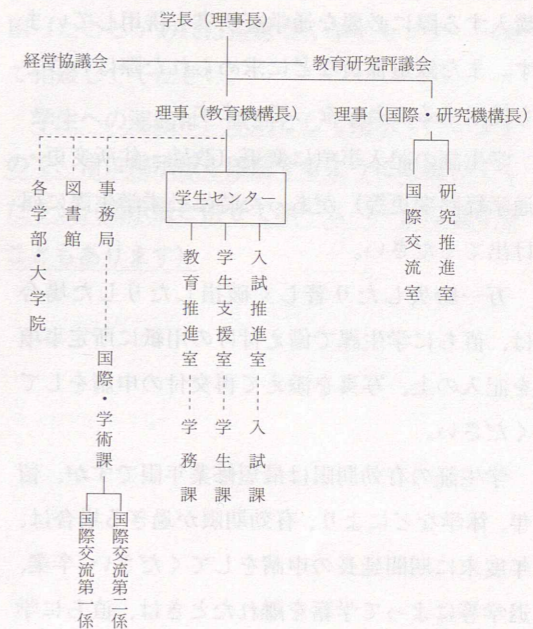 学長（理事長）
経営協議会
教育研究評議会
理事（教育機構長）
理事（国際・研究機構長）
学生センター
研究推進室
国際交流室
事務局
図書館
各学部・大学院
入試推進室
学生支援室
教育推進室
国際・学術課
入試課
学生課
学務課
国際交流第二係
国際交流第一係